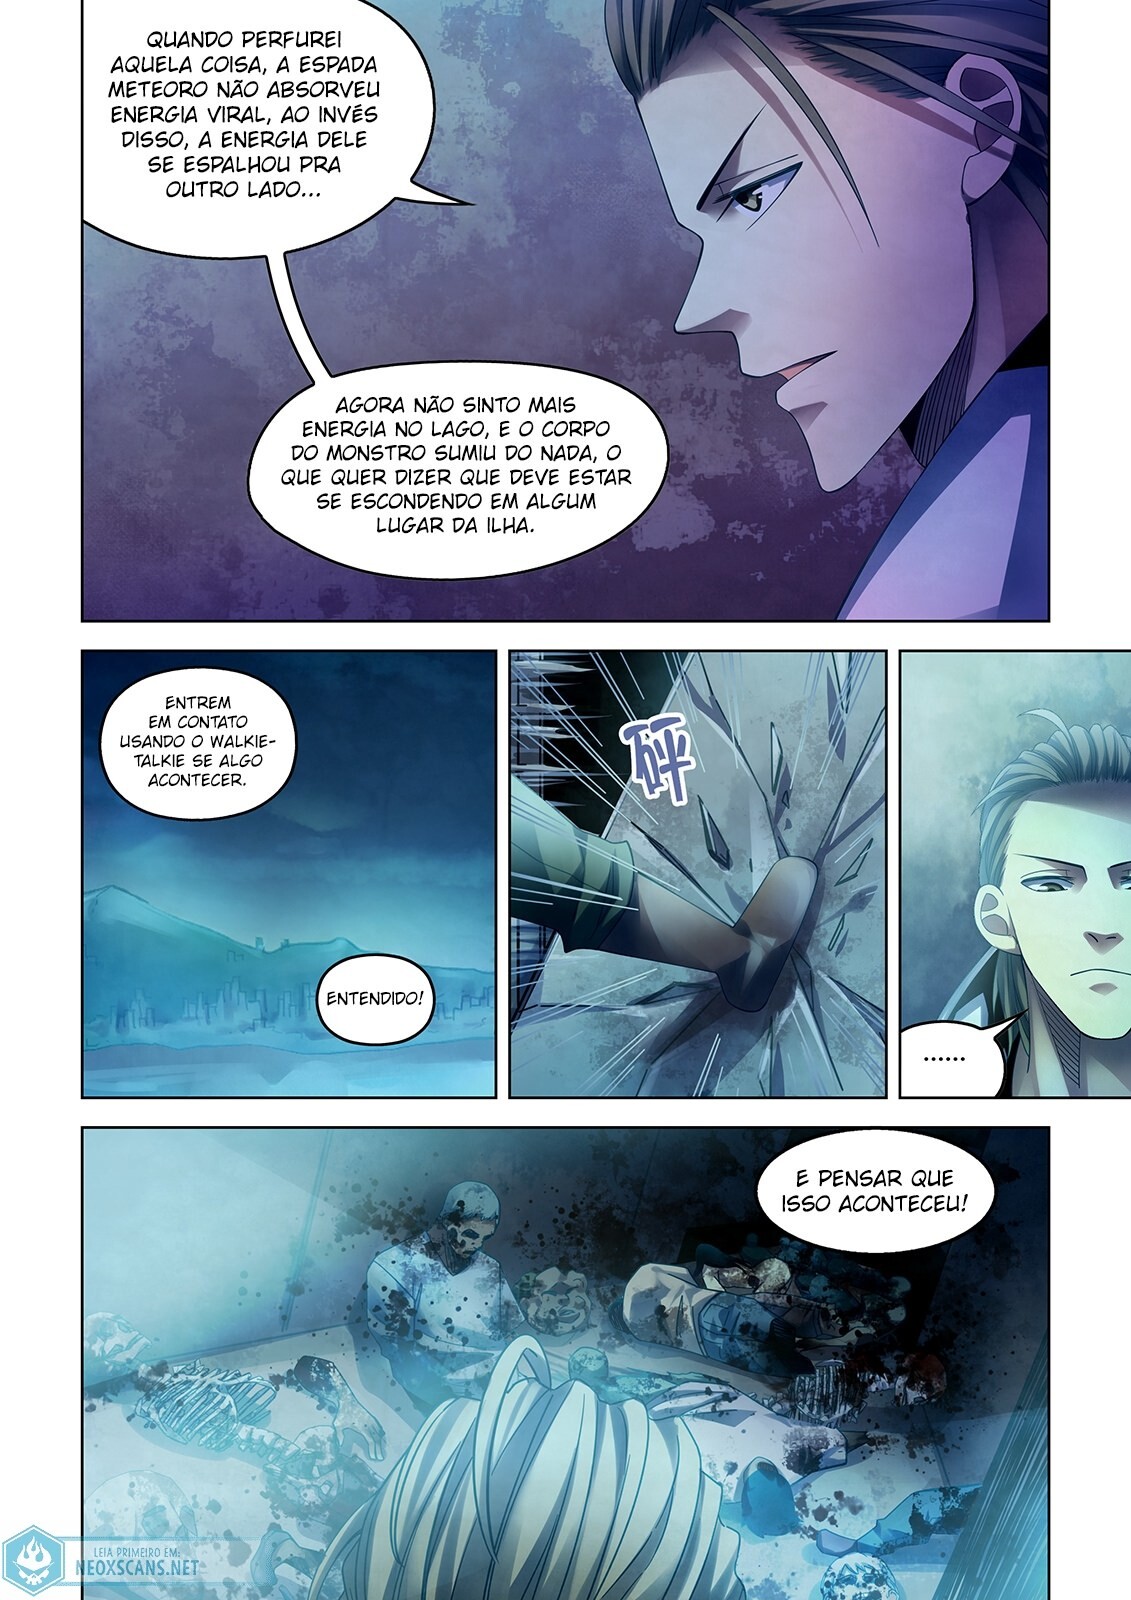 QUANDO PERFUREI
AQUELA COISA, A ESPADA
METEORO NÃO ABSORVEU
ENERGIA VIRAL, AO INVÉS
DISSO, A ENERGIA DELE
SE ESPALHOU PRA
OUTRO LADO...
AGORA NÃO SINTO MAIS
ENERGIA NO LAGO, E O CORPO
DO MONSTRO SUMIU DO NADA, O
QUE QUER DIZER QUE DEVE ESTAR
SE ESCONDENDO EM ALGUM
LUGAR DA ILHA.
ENTREM
EM CONTATO
USANDO O WALKIE-
TALKIE SE ALGO
ACONTECER.
ENTENDIDO!
砰
......
E PENSAR QUE
ISSO ACONTECEU!
LEIA PRIMEIRO EM:
NEOXSCANS.NET